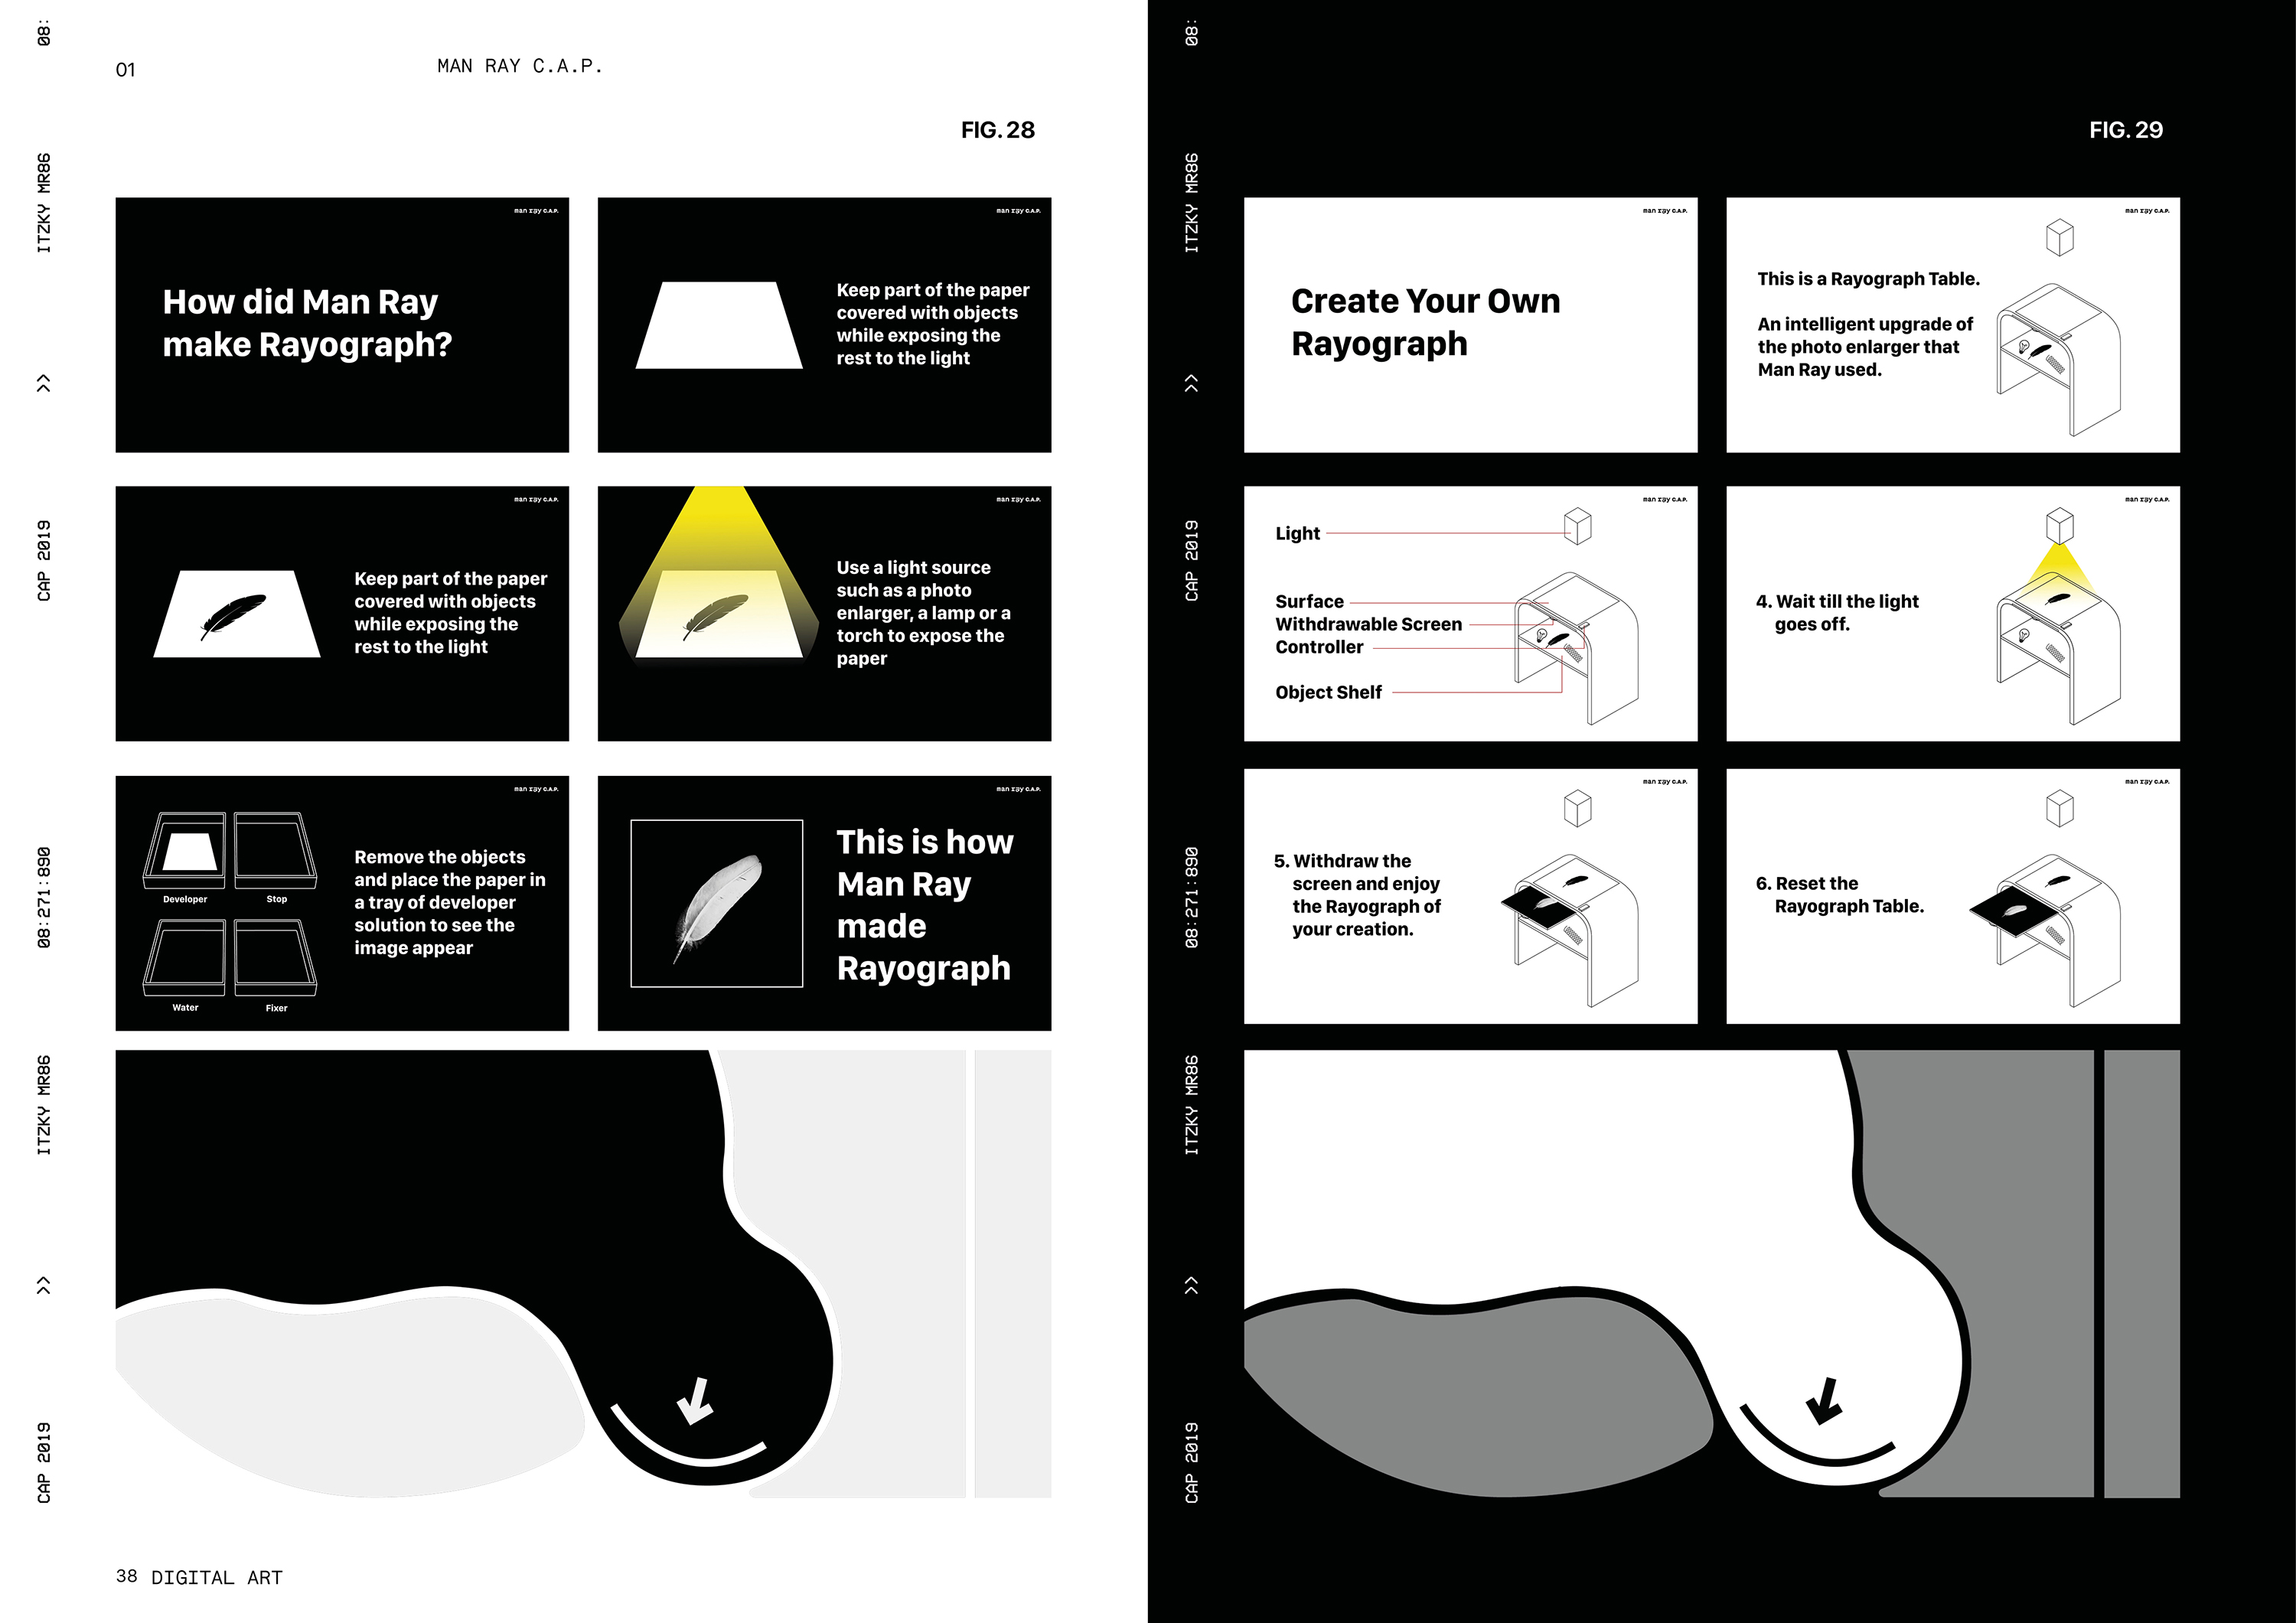 08:
ITZKY MR86
>>
CAP 2019
08:271:890
ITZKY MR86
>>
CAP 2019
01
MAN RAY C.A.P.
FIG. 28
man ray C.A.P.
How did Man Ray
make Rayograph?
man ray C.A.P.
Keep part of the paper
covered with objects
while exposing the
rest to the light
man ray C.A.P.
Keep part of the paper
covered with objects
while exposing the
rest to the light
man ray C.A.P.
Use a light source
such as a photo
enlarger, a lamp or a
torch to expose the
paper
man ray C.A.P.
Developer
Stop
Water
Fixer
Remove the objects
and place the paper in
a tray of developer
solution to see the
image appear
man ray C.A.P.
This is how
Man Ray
made
Rayograph
38 DIGITAL ART
08:
ITZKY MR86
>>
CAP 2019
08:271:890
ITZKY MR86
>>
CAP 2019
FIG. 29
man ray C.A.P.
Create Your Own
Rayograph
man ray C.A.P.
This is a Rayograph Table.
An intelligent upgrade of
the photo enlarger that
Man Ray used.
man ray C.A.P.
Light
Surface
Withdrawable Screen
Controller
Object Shelf
man ray C.A.P.
4. Wait till the light
goes off.
man ray C.A.P.
5. Withdraw the
screen and enjoy
the Rayograph of
your creation.
man ray C.A.P.
6. Reset the
Rayograph Table.